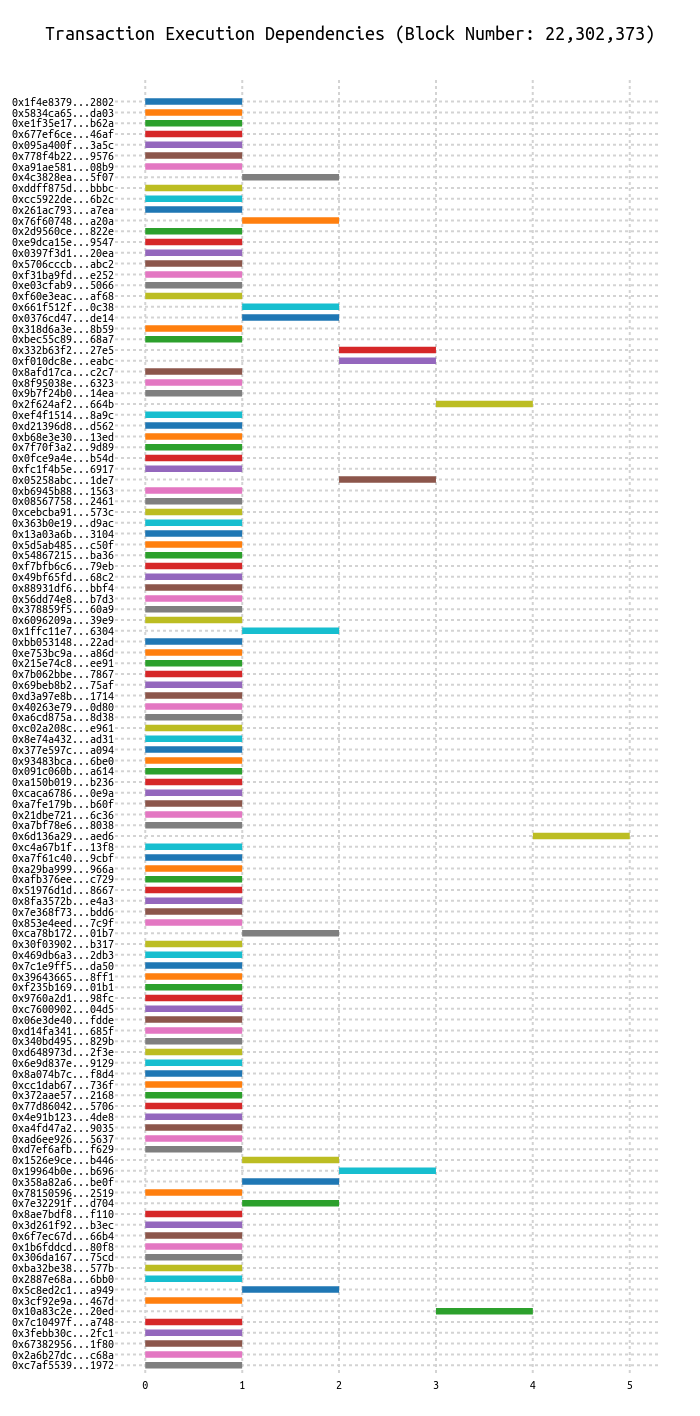 Transaction Execution Dependencies (Block Number: 22,302,373)
0x1f4e8379...2802
0x5834ca65...da03
0xe1f35e17...b62a
0x677ef6ce...46af
0x095a400f...3a5c
0x778f4b22...9576
0xa91ae581...08b9
0x4c3828ea...5f07
0xddff875d...bbbc
0xcc5922de...6b2c
0x261ac793...a7ea
0x76f60748...a20a
0x2d9560ce...822e
0xe9dca15e...9547
0x0397f3d1...20ea
0x5706cccb...abc2
0xf31ba9fd...e252
0xe03cfab9...5066
0xf60e3eac...af68
0x661f512f...0c38
0x0376cd47...de14
0x318d6a3e...8b59
0xbec55c89...68a7
0x332b63f2...27e5
0xf010dc8e...eabc
0x8afd17ca...c2c7
0x8f95038e...6323
0x9b7f24b0...14ea
0x2f624af2...664b
0xef4f1514...8a9c
0xd21396d8...d562
0xb68e3e30...13ed
0x7f70f3a2...9d89
0x0fce9a4e...b54d
0xfc1f4b5e...6917
0x05258abc...1de7
0xb6945b88...1563
0x08567758...2461
0xcebcba91...573c
0x363b0e19...d9ac
0x13a03a6b...3104
0x5d5ab485...c50f
0x54867215...ba36
0xf7bfb6c6...79eb
0x49bf65fd...68c2
0x88931df6...bbf4
0x56dd74e8...b7d3
0x378859f5...60a9
0x6096209a...39e9
0x1ffc11e7...6304
0xbb053148...22ad
0xe753bc9a...a86d
0x215e74c8...ee91
0x7b062bbe...7867
0x69beb8b2...75af
0xd3a97e8b...1714
0x40263e79...0d80
0xa6cd875a...8d38
0xc02a208c...e961
0x8e74a432...ad31
0x377e597c...a094
0x93483bca...6be0
0x091c060b...a614
0xa150b019...b236
0xcaca6786...0e9a
0xa7fe179b...b60f
0x21dbe721...6c36
0xa7bf78e6...8038
0x6d136a29...aed6
0xc4a67b1f...13f8
0xa7f61c40...9cbf
0xa29ba999...966a
0xafb376ee...c729
0x51976d1d...8667
0x8fa3572b...e4a3
0x7e368f73...bdd6
0x853e4eed...7c9f
0xca78b172...01b7
0x30f03902...b317
0x469db6a3...2db3
0x7c1e9ff5...da50
0x39643665...8ff1
0xf235b169...01b1
0x9760a2d1...98fc
0xc7600902...04d5
0x06e3de40...fdde
0xd14fa341...685f
0x340bd495...829b
0xd648973d...2f3e
0x6e9d837e...9129
0x8a074b7c...f8d4
0xcc1dab67...736f
0x372aae57...2168
0x77d86042...5706
0x4e91b123...4de8
0xa4fd47a2...9035
0xad6ee926...5637
0xd7ef6afb...f629
0x1526e9ce...b446
0x19964b0e...b696
0x358a82a6...be0f
0x78150596...2519
0x7e32291f...d704
0x8ae7bdf8...f110
0x3d261f92...b3ec
0x6f7ec67d...66b4
0x1b6fddcd...80f8
0x306da167...75cd
0xba32be38...577b
0x2887e68a...6bb0
0x5c8ed2c1...a949
0x3cf92e9a...467d
0x10a83c2e...20ed
0x7c10497f...a748
0x3febb30c...2fc1
0x67382956...1f80
0x2a6b27dc...c68a
0xc7af5539...1972
0 1 2 3 4 5